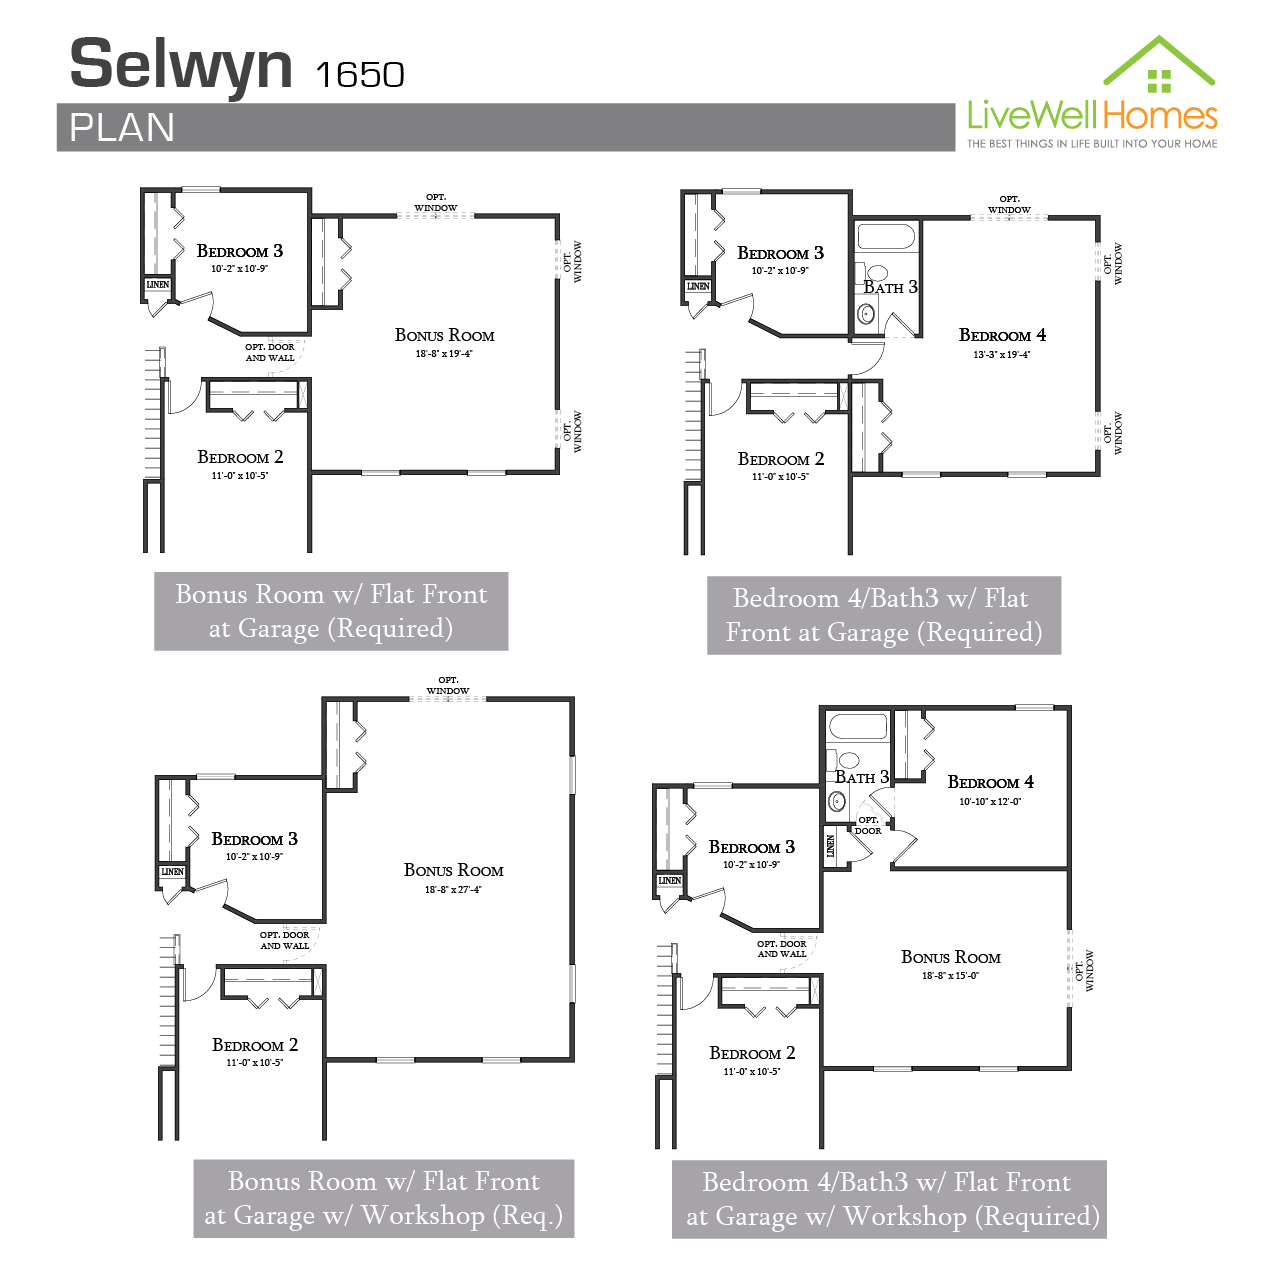 Selwyn 1650
PLAN
LiveWell Homes
THE BEST THINGS IN LIFE BUILT INTO YOUR HOME
OPT.
WINDOW
BEDROOM 3
10'-2" x 10'-9"
LINEN
OPT.
WINDOW
BONUS ROOM
18'-8" x 19'-4"
OPT. DOOR
AND WALL
BEDROOM 2
11'-0" x 10'-5"
OPT.
WINDOW
Bonus Room w/ Flat Front
at Garage (Required)
OPT.
WINDOW
BEDROOM 3
10'-2" x 10'-9"
LINEN
BATH 3
OPT.
WINDOW
BEDROOM 4
13'-3" x 19'-4"
BEDROOM 2
11'-0" x 10'-5"
OPT.
WINDOW
Bedroom 4/Bath3 w/ Flat
Front at Garage (Required)
OPT.
WINDOW
BEDROOM 3
10'-2" x 10'-9"
LINEN
BONUS ROOM
18'-8" x 27'-4"
OPT. DOOR
AND WALL
BEDROOM 2
11'-0" x 10'-5"
Bonus Room w/ Flat Front
at Garage w/ Workshop (Req.)
BATH 3
BEDROOM 4
10'-10" x 12'-0"
OPT.
DOOR
LINEN
BEDROOM 3
10'-2" x 10'-9"
LINEN
OPT. DOOR
AND WALL
BONUS ROOM
18'-8" x 15'-0"
OPT.
WINDOW
BEDROOM 2
11'-0" x 10'-5"
Bedroom 4/Bath3 w/ Flat Front
at Garage w/ Workshop (Required)